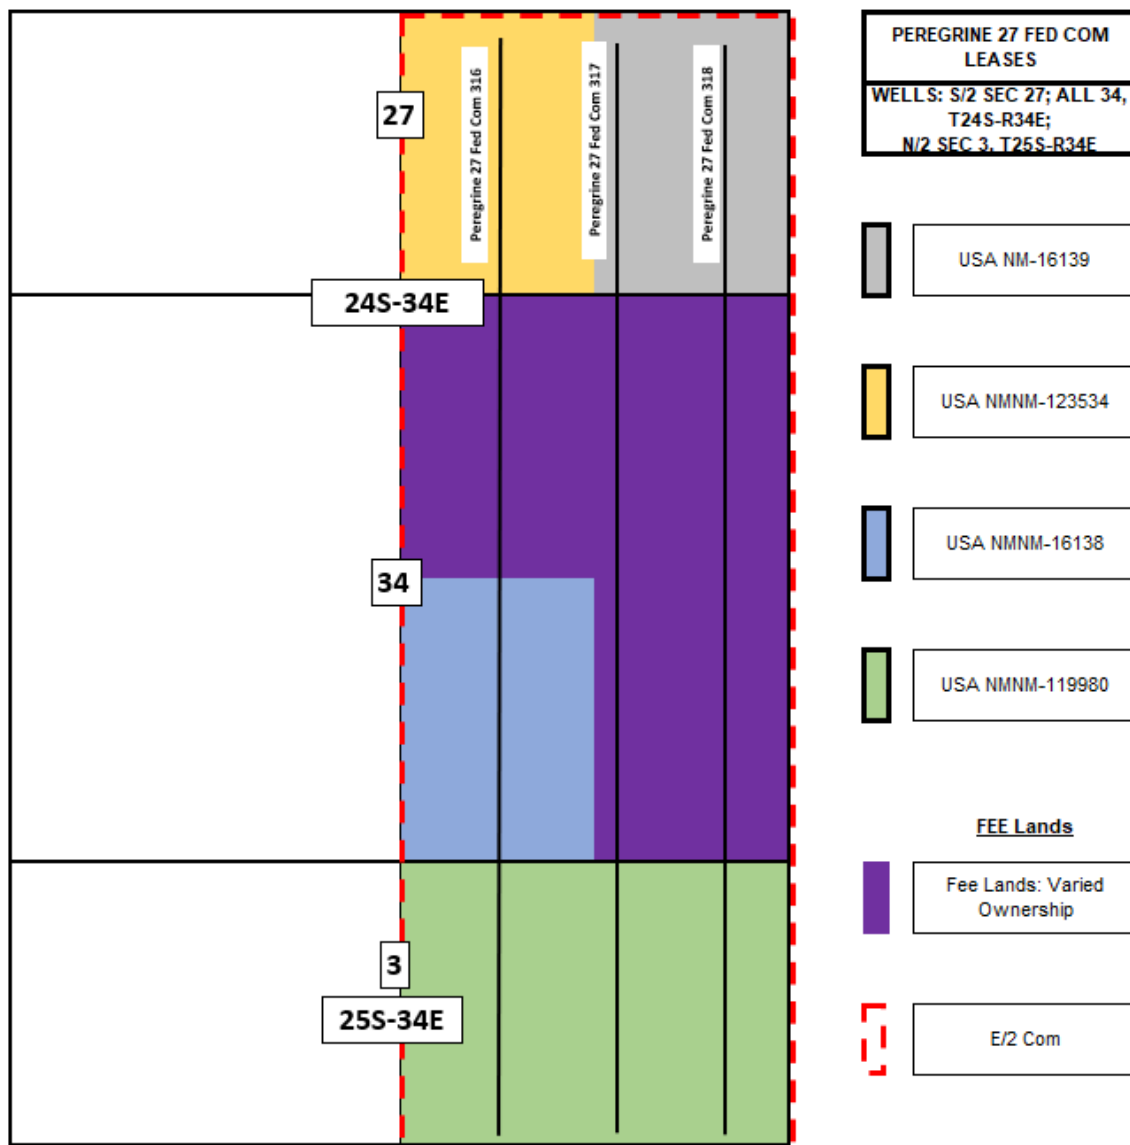 Peregrine 27 Fed Com 316
Peregrine 27 Fed Com 317
Peregrine 27 Fed Com 318
27
24S-34E
34
3
25S-34E
PEREGRINE 27 FED COM
LEASES
WELLS: S/2 SEC 27; ALL 34,
T24S-R34E;
N/2 SEC 3, T25S-R34E
USA NM-16139
USA NMNM-123534
USA NMNM-16138
USA NMNM-119980
FEE Lands
Fee Lands: Varied
Ownership
E/2 Com